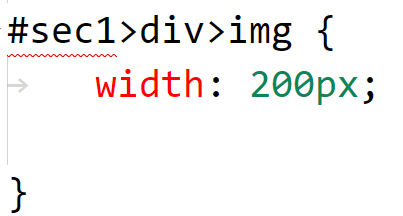 #sec1>div>img {
    width: 200px;
}